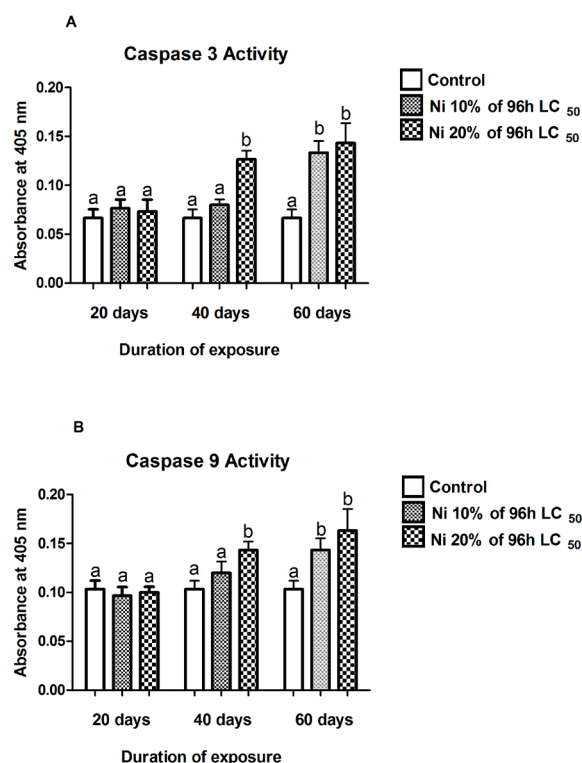 A
Caspase 3 Activity
Control
Ni 10% of 96h LC 50
Ni 20% of 96h LC 50
Absorbance at 405 nm
0.20
0.15
0.10
0.05
0.00
a a a
a a b
a b b
20 days 40 days 60 days
Duration of exposure
B
Caspase 9 Activity
Control
Ni 10% of 96h LC 50
Ni 20% of 96h LC 50
Absorbance at 405 nm
0.20
0.15
0.10
0.05
0.00
a a a
a a b
a b b
20 days 40 days 60 days
Duration of exposure